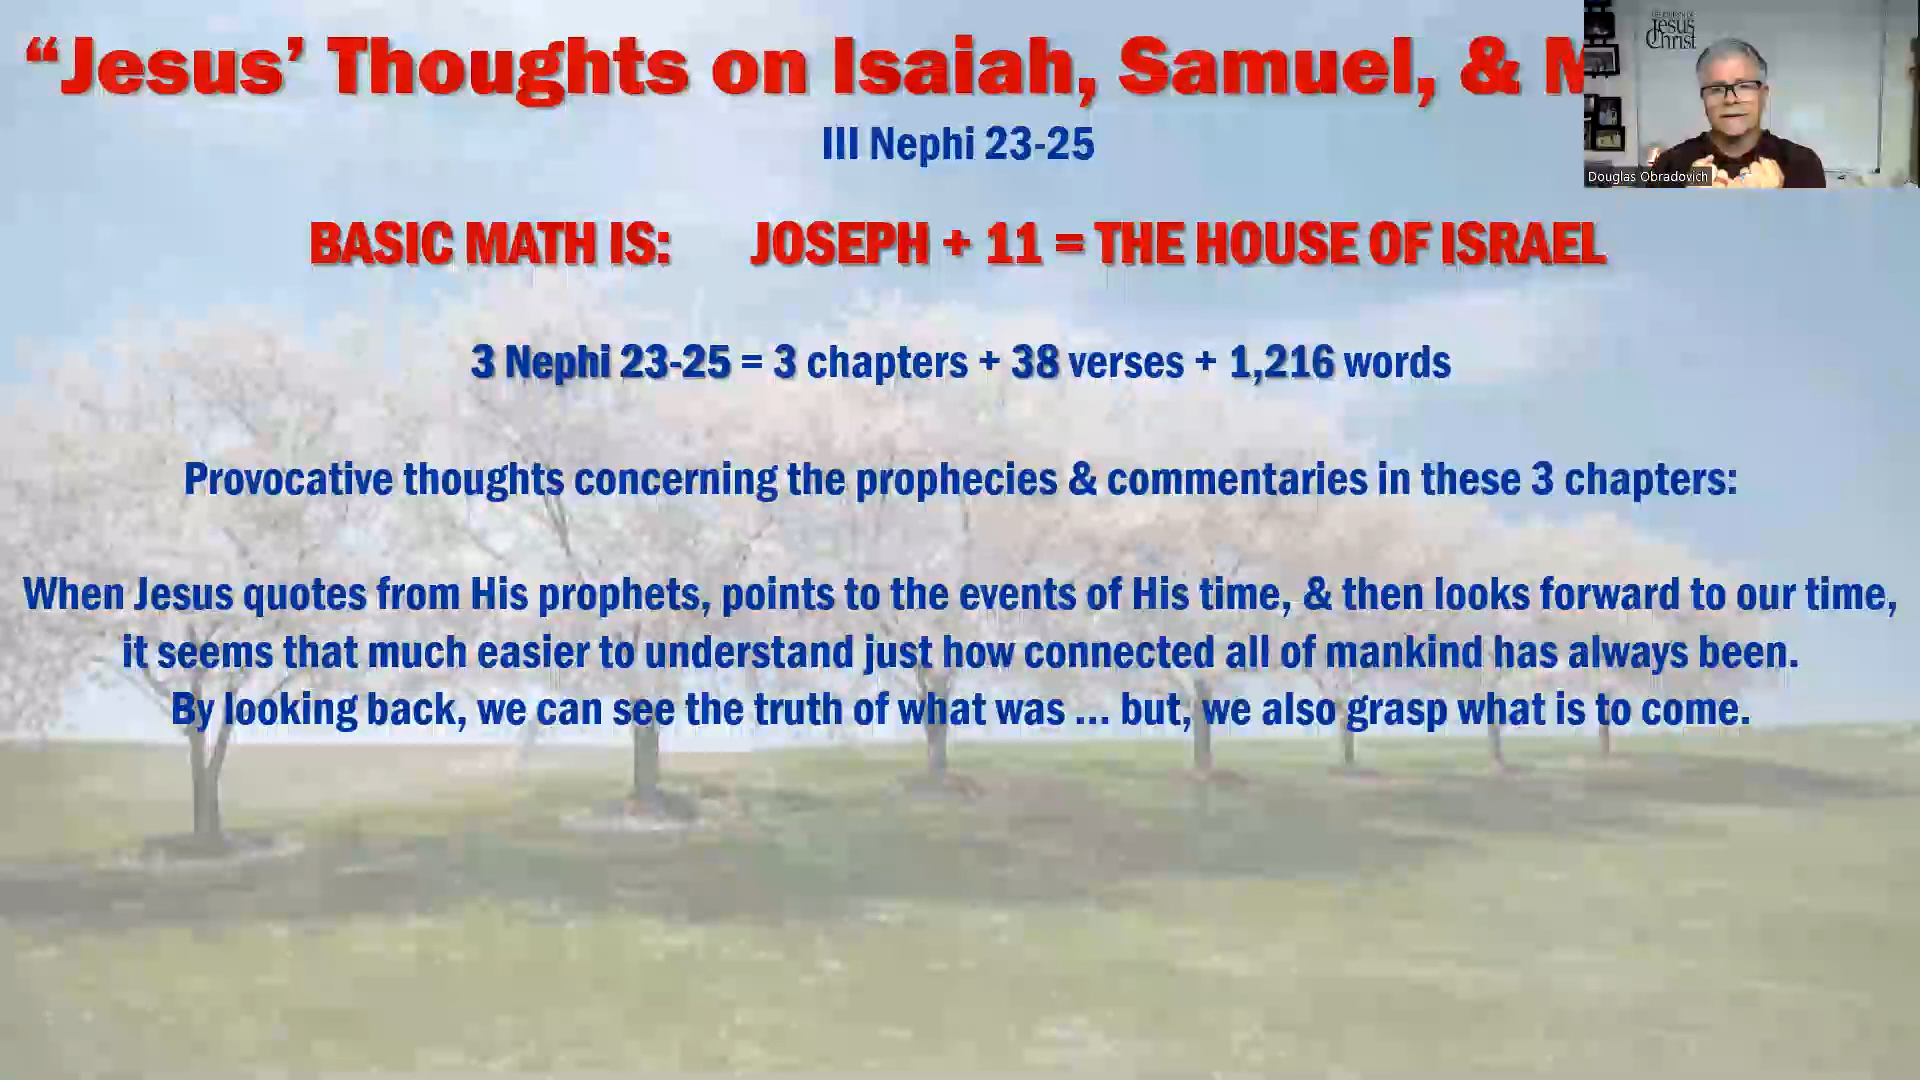 “Jesus’ Thoughts on Isaiah, Samuel, &
III Nephi 23-25
Jesus
Christ
Douglas Obradovich
BASIC MATH IS: JOSEPH + 11 = THE HOUSE OF ISRAEL
3 Nephi 23-25 = 3 chapters + 38 verses + 1,216 words
Provocative thoughts concerning the prophecies & commentaries in these 3 chapters:
When Jesus quotes from His prophets, points to the events of His time, & then looks forward to our time,
it seems that much easier to understand just how connected all of mankind has always been.
By looking back, we can see the truth of what was ... but, we also grasp what is to come.